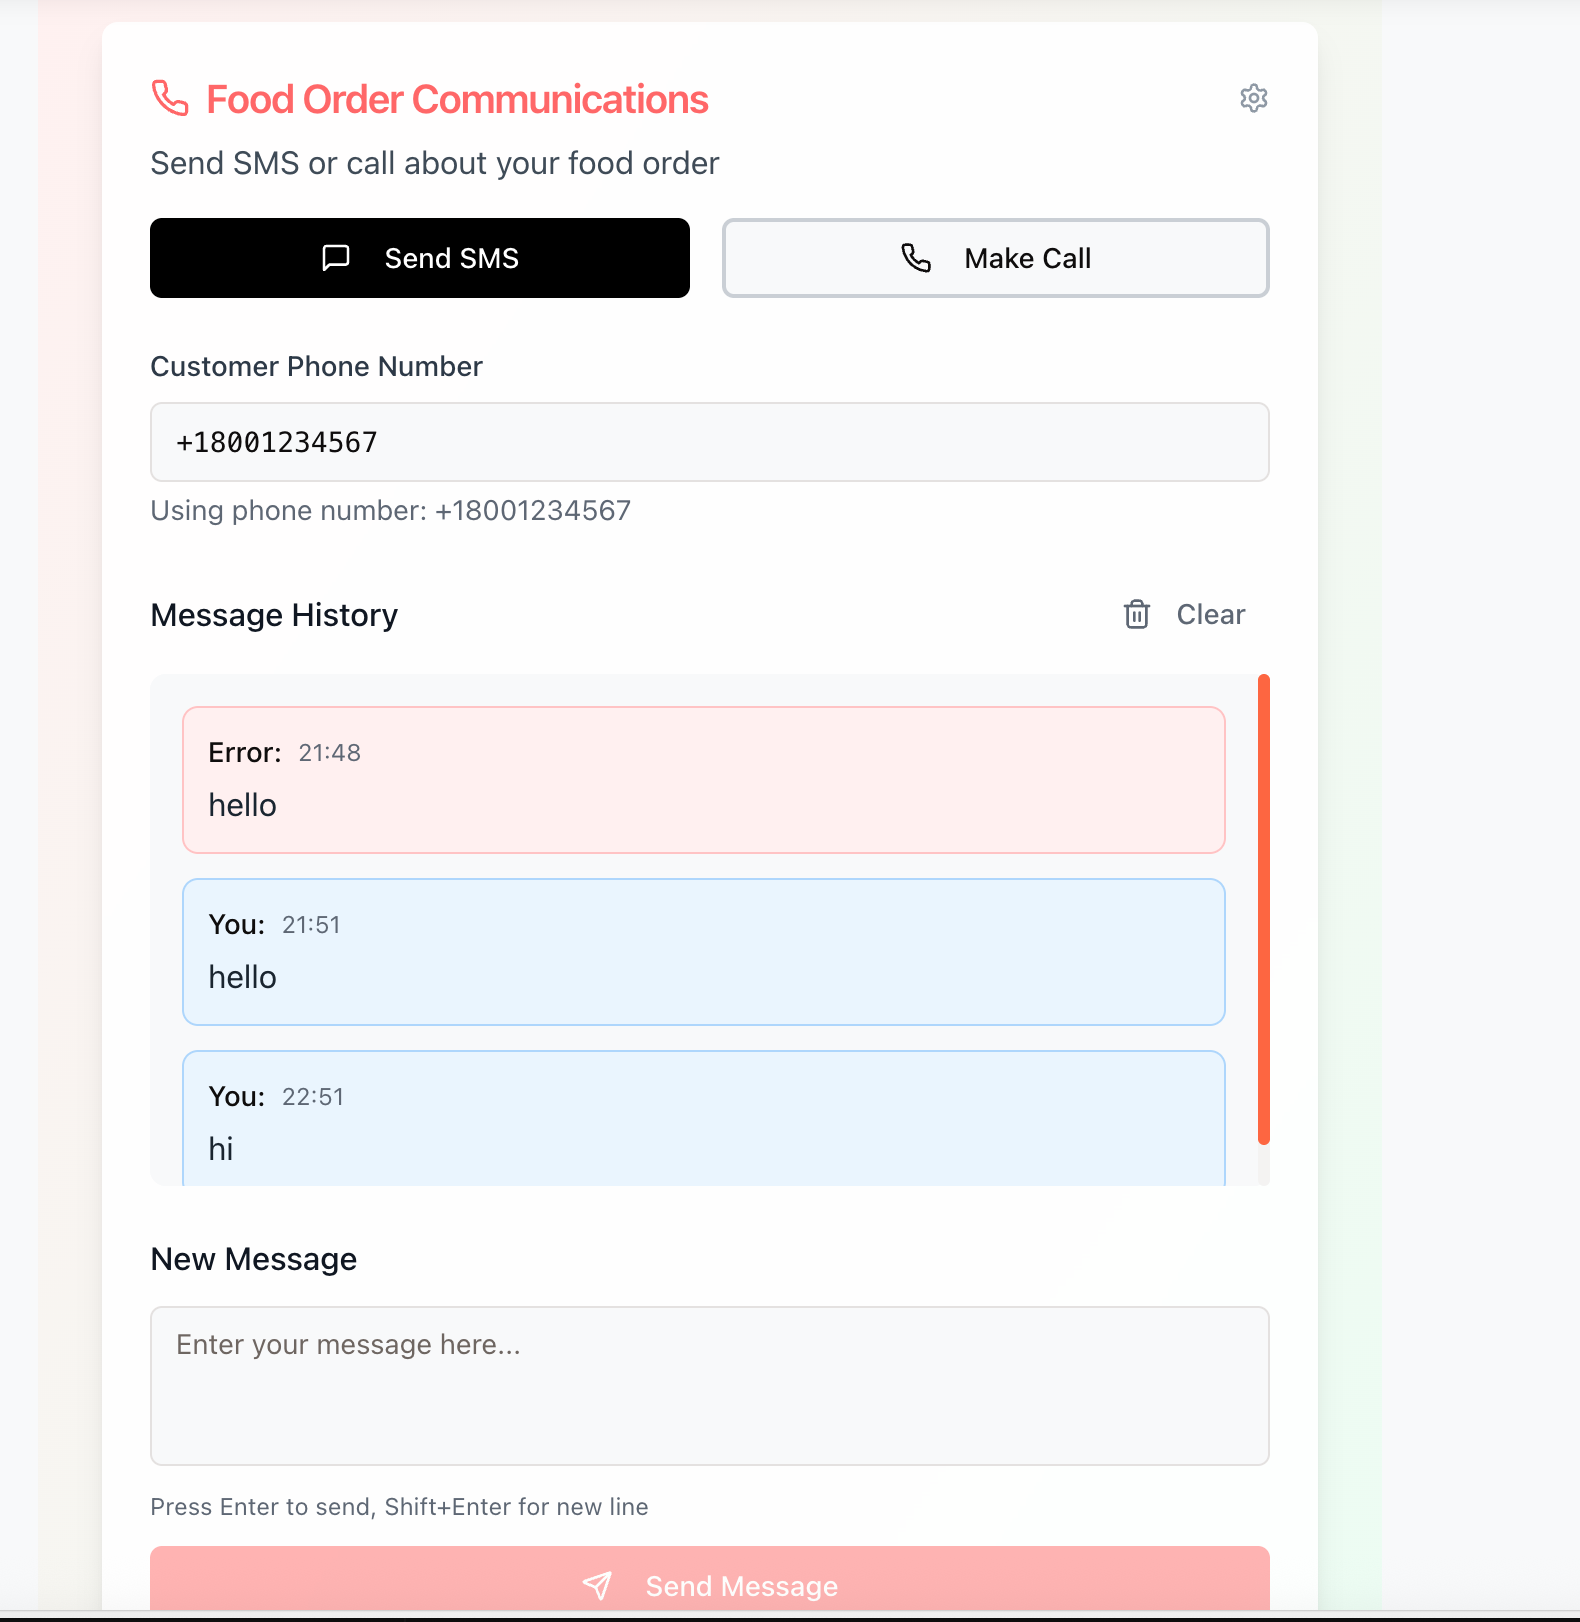 Food Order Communications
Send SMS or call about your food order
Send SMS
Make Call
Customer Phone Number
+18001234567
Using phone number: +18001234567
Message History
Clear
Error: 21:48
hello
You: 21:51
hello
You: 22:51
hi
New Message
Enter your message here...
Press Enter to send, Shift+Enter for new line
Send Message